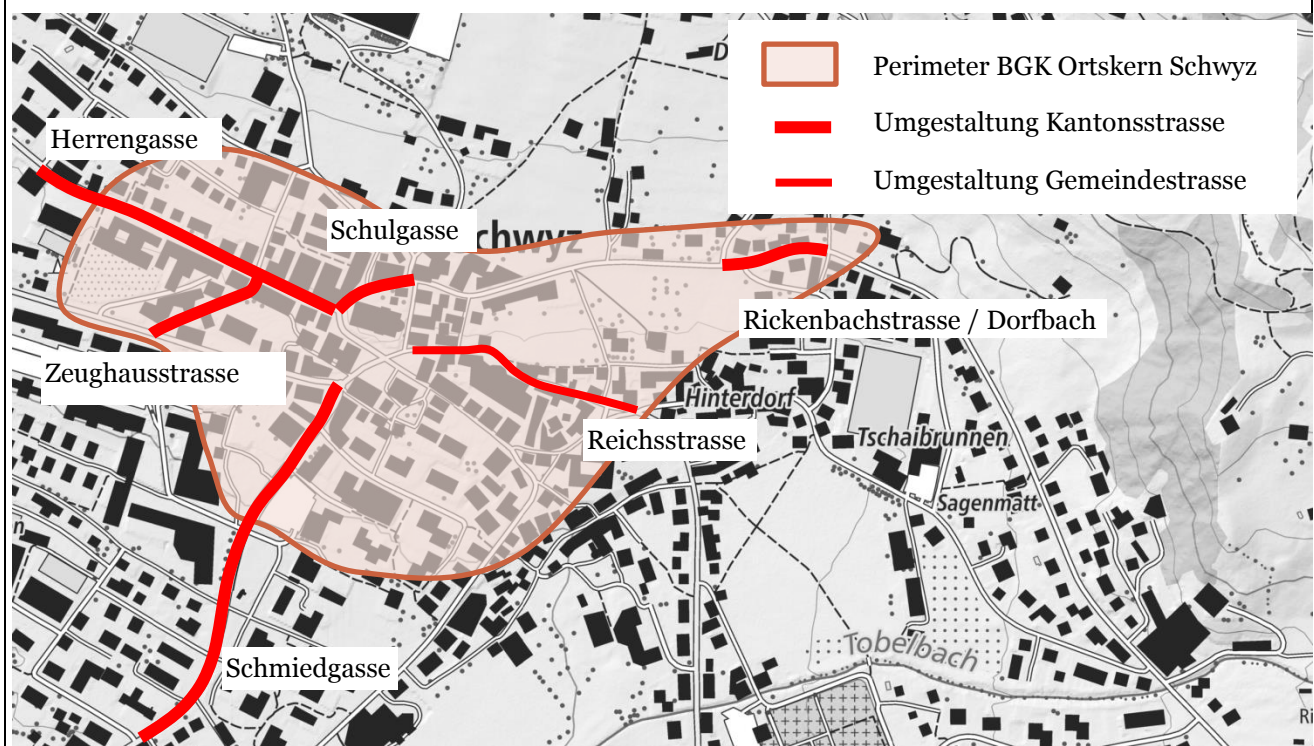 Perimeter BGK Ortskern Schwyz
Umgestaltung Kantonsstrasse
Umgestaltung Gemeindestrasse
Herrengasse
Schulgasse
chwyz
Rickenbachstrasse / Dorfbach
Zeughausstrasse
Hinterdorf
Reichsstrasse
Tschaibrunnen
Sagenmatt
Tobelbach
Schmiedgasse